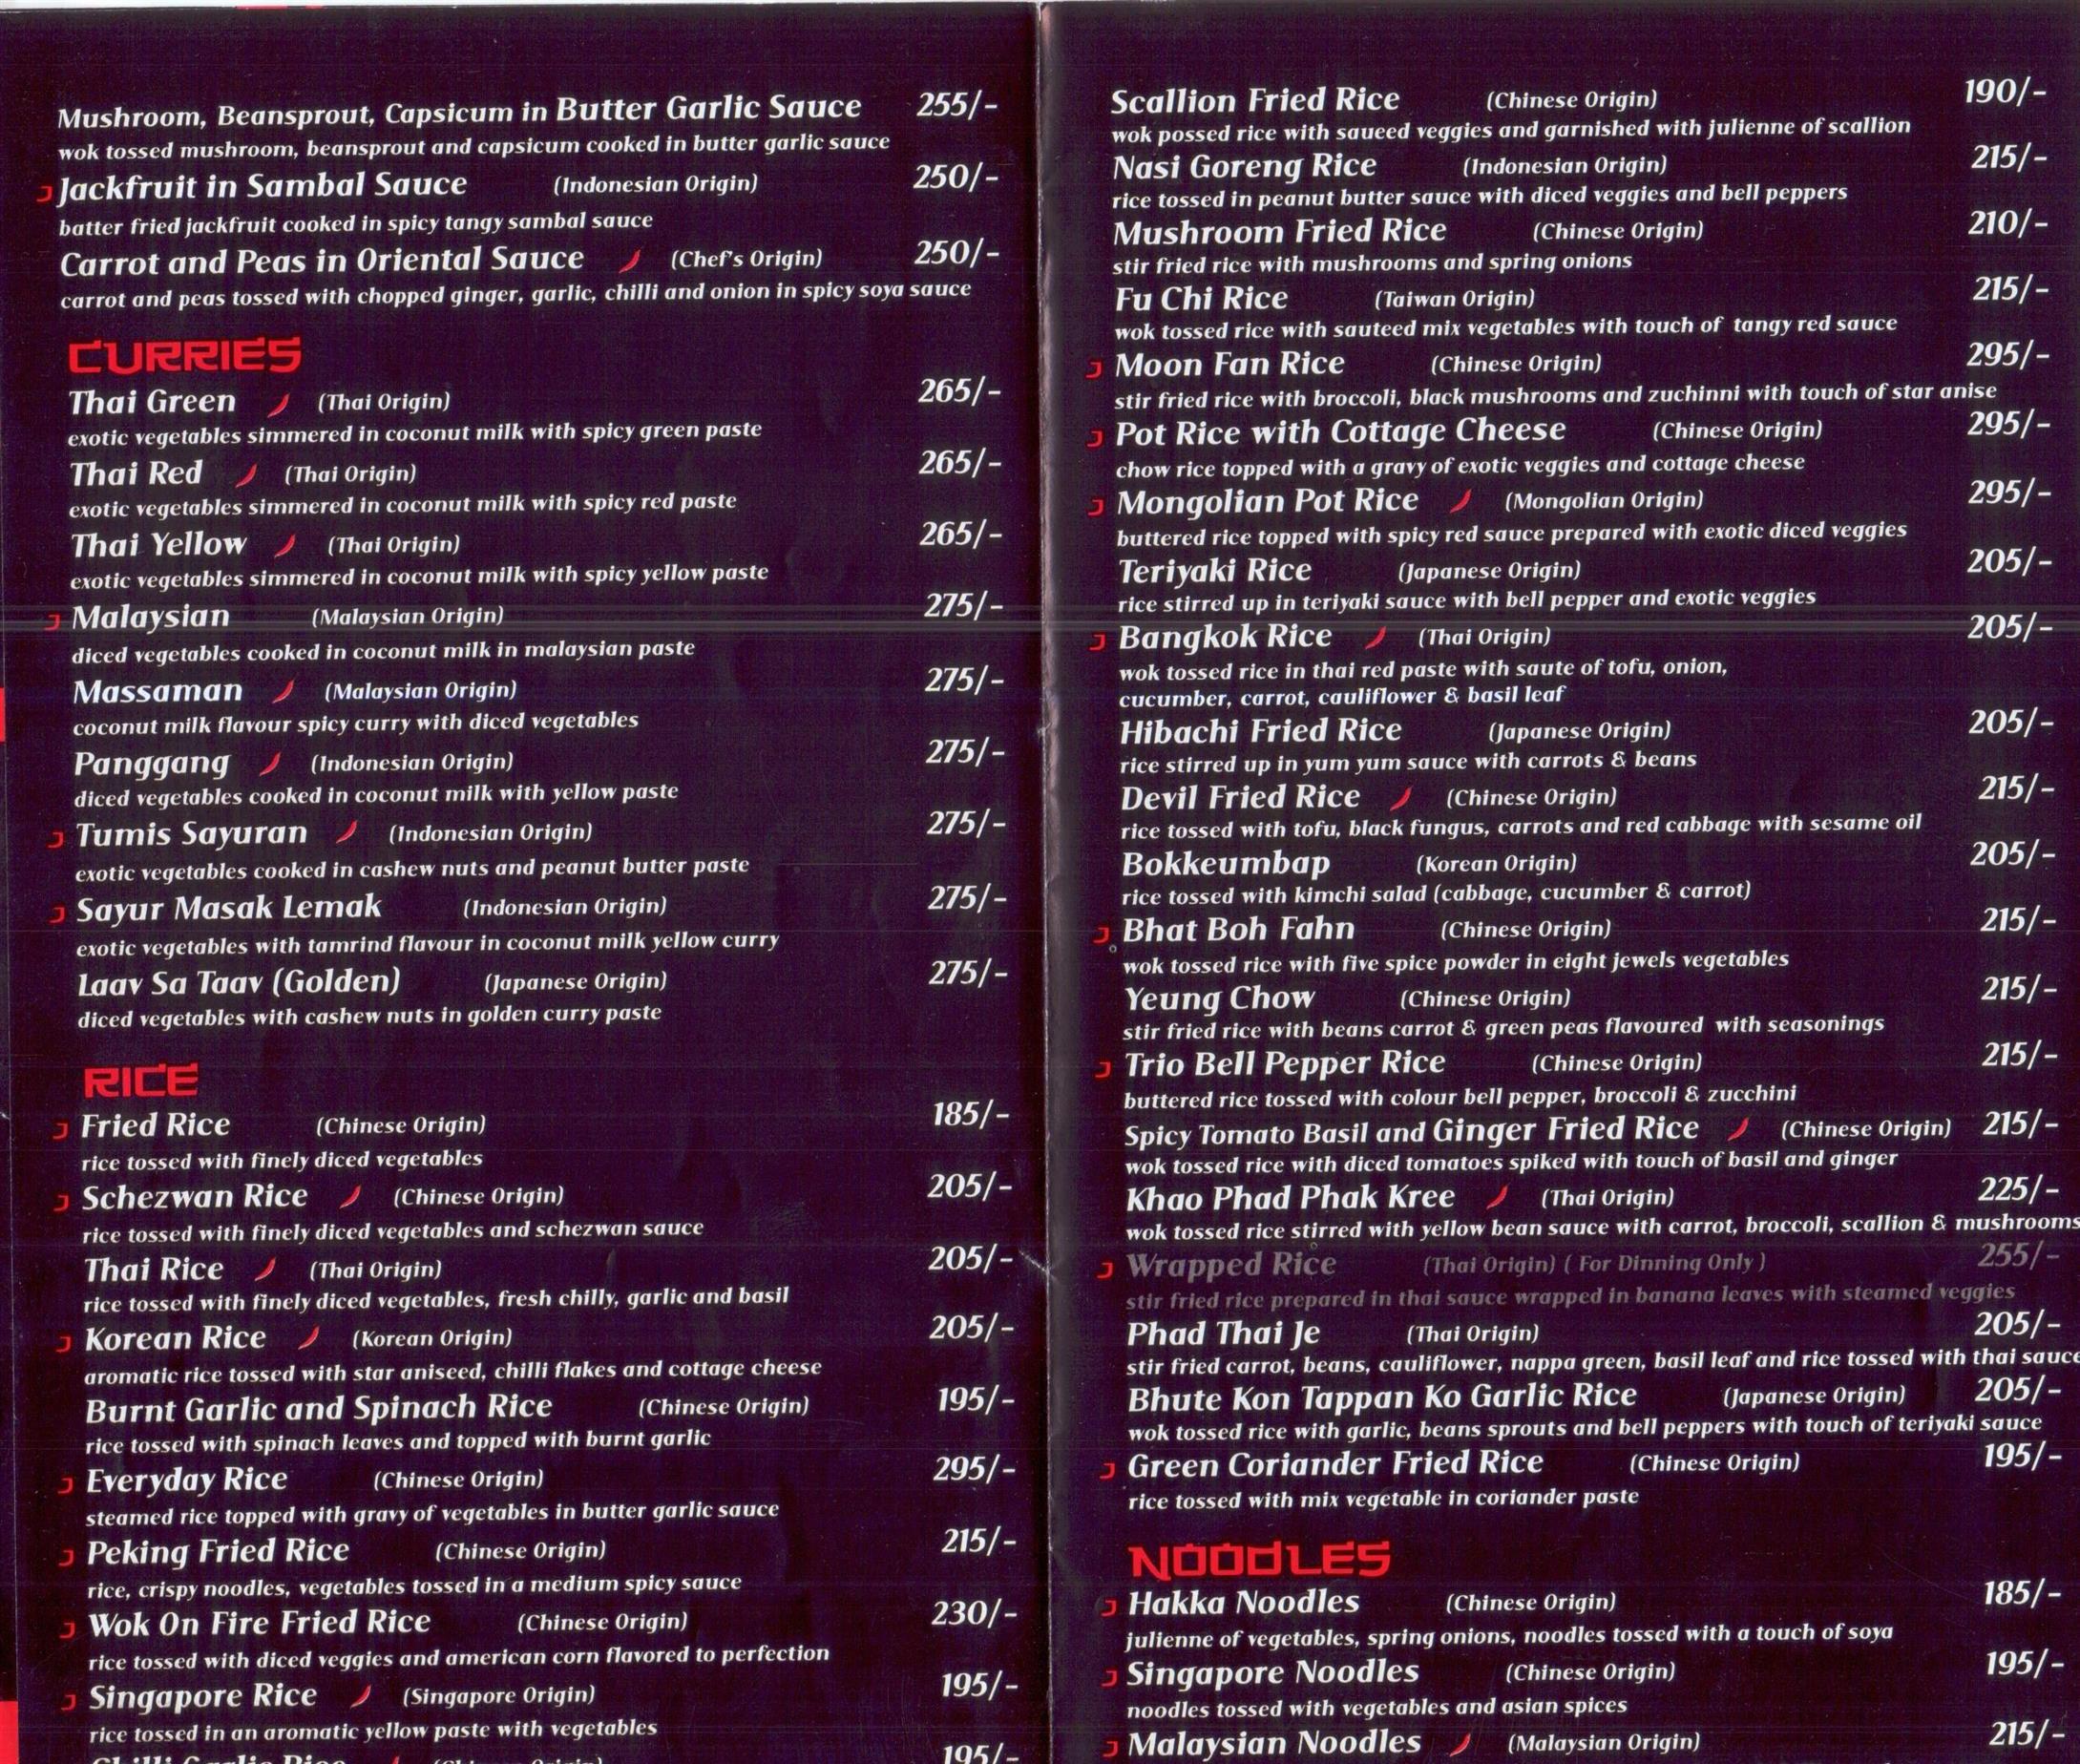 Mushroom, Beansprout, Capsicum in Butter Garlic Sauce 255/-
wok tossed mushroom, beansprout and capsicum cooked in butter garlic sauce
J Jackfruit in Sambal Sauce (Indonesian Origin) 250/-
batter fried jackfruit cooked in spicy tangy sambal sauce
Carrot and Peas in Oriental Sauce (Chef's Origin) 250/-
carrot and peas tossed with chopped ginger, garlic, chilli and onion in spicy soya sauce
CURRIES
Thai Green (Thai Origin) 265/-
exotic vegetables simmered in coconut milk with spicy green paste
Thai Red (Thai Origin) 265/-
exotic vegetables simmered in coconut milk with spicy red paste
Thai Yellow (Thai Origin) 265/-
exotic vegetables simmered in coconut milk with spicy yellow paste
J Malaysian (Malaysian Origin) 275/-
diced vegetables cooked in coconut milk in malaysian paste
Massaman (Malaysian Origin) 275/-
coconut milk flavour spicy curry with diced vegetables
Panggang (Indonesian Origin) 275/-
diced vegetables cooked in coconut milk with yellow paste
J Tumis Sayuran (Indonesian Origin) 275/-
exotic vegetables cooked in cashew nuts and peanut butter paste
J Sayur Masak Lemak (Indonesian Origin) 275/-
exotic vegetables with tamrind flavour in coconut milk yellow curry
Laav Sa Taav (Golden) (Japanese Origin) 275/-
diced vegetables with cashew nuts in golden curry paste
RICE
J Fried Rice (Chinese Origin) 185/-
rice tossed with finely diced vegetables
J Schezwan Rice (Chinese Origin) 205/-
rice tossed with finely diced vegetables and schezwan sauce
Thai Rice (Thai Origin) 205/-
rice tossed with finely diced vegetables, fresh chilly, garlic and basil
J Korean Rice (Korean Origin) 205/-
aromatic rice tossed with star aniseed, chilli flakes and cottage cheese
Burnt Garlic and Spinach Rice (Chinese Origin) 195/-
rice tossed with spinach leaves and topped with burnt garlic
J Everyday Rice (Chinese Origin) 295/-
steamed rice topped with gravy of vegetables in butter garlic sauce
J Peking Fried Rice (Chinese Origin) 215/-
rice, crispy noodles, vegetables tossed in a medium spicy sauce
J Wok On Fire Fried Rice (Chinese Origin) 230/-
rice tossed with diced veggies and american corn flavored to perfection
J Singapore Rice (Singapore Origin) 195/-
rice tossed in an aromatic yellow paste with vegetables
Chilli Garlic Rice (Chinese Origin) 195/-
Scallion Fried Rice (Chinese Origin) 190/-
wok possed rice with saueed veggies and garnished with julienne of scallion
Nasi Goreng Rice (Indonesian Origin) 215/-
rice tossed in peanut butter sauce with diced veggies and bell peppers
Mushroom Fried Rice (Chinese Origin) 210/-
stir fried rice with mushrooms and spring onions
Fu Chi Rice (Taiwan Origin) 215/-
wok tossed rice with sauteed mix vegetables with touch of tangy red sauce
J Moon Fan Rice (Chinese Origin) 295/-
stir fried rice with broccoli, black mushrooms and zuchinni with touch of star anise
J Pot Rice with Cottage Cheese (Chinese Origin) 295/-
chow rice topped with a gravy of exotic veggies and cottage cheese
J Mongolian Pot Rice (Mongolian Origin) 295/-
buttered rice topped with spicy red sauce prepared with exotic diced veggies
Teriyaki Rice (Japanese Origin) 205/-
rice stirred up in teriyaki sauce with bell pepper and exotic veggies
J Bangkok Rice (Thai Origin) 205/-
wok tossed rice in thai red paste with saute of tofu, onion,
cucumber, carrot, cauliflower & basil leaf
Hibachi Fried Rice (Japanese Origin) 205/-
rice stirred up in yum yum sauce with carrots & beans
Devil Fried Rice (Chinese Origin) 215/-
rice tossed with tofu, black fungus, carrots and red cabbage with sesame oil
Bokkeumbap (Korean Origin) 205/-
rice tossed with kimchi salad (cabbage, cucumber & carrot)
J Bhat Boh Fahn (Chinese Origin) 215/-
wok tossed rice with five spice powder in eight jewels vegetables
Yeung Chow (Chinese Origin) 215/-
stir fried rice with beans carrot & green peas flavoured with seasonings
J Trio Bell Pepper Rice (Chinese Origin) 215/-
buttered rice tossed with colour bell pepper, broccoli & zucchini
Spicy Tomato Basil and Ginger Fried Rice (Chinese Origin) 215/-
wok tossed rice with diced tomatoes spiked with touch of basil and ginger
Khao Phad Phak Kree (Thai Origin) 225/-
wok tossed rice stirred with yellow bean sauce with carrot, broccoli, scallion & mushrooms
J Wrapped Rice (Thai Origin) ( For Dinning Only ) 255/-
stir fried rice prepared in thai sauce wrapped in banana leaves with steamed veggies
Phad Thai Je (Thai Origin) 205/-
stir fried carrot, beans, cauliflower, nappa green, basil leaf and rice tossed with thai sauce
Bhute Kon Tappan Ko Garlic Rice (Japanese Origin) 205/-
wok tossed rice with garlic, beans sprouts and bell peppers with touch of teriyaki sauce
J Green Coriander Fried Rice (Chinese Origin) 195/-
rice tossed with mix vegetable in coriander paste
NOODLES
J Hakka Noodles (Chinese Origin) 185/-
julienne of vegetables, spring onions, noodles tossed with a touch of soya
J Singapore Noodles (Chinese Origin) 195/-
noodles tossed with vegetables and asian spices
J Malaysian Noodles (Malaysian Origin) 215/-